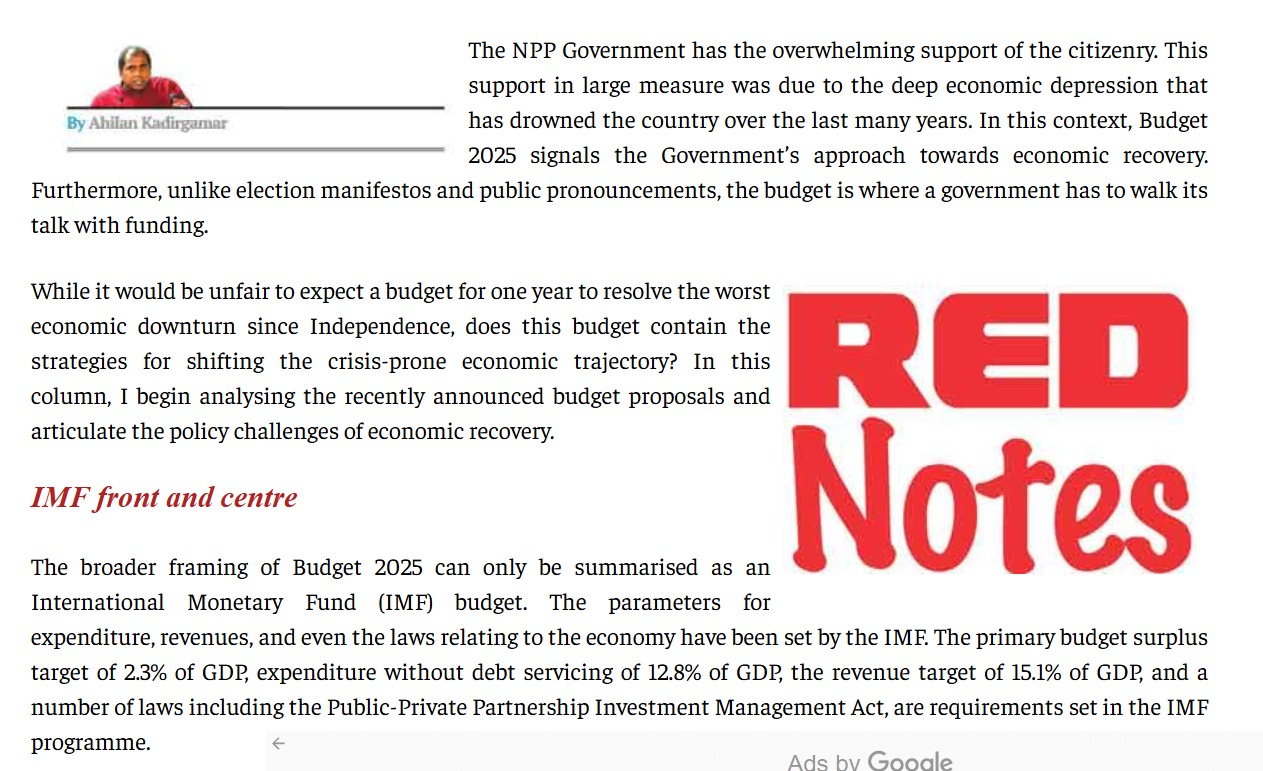 By Ahilan Kadirgamar
The NPP Government has the overwhelming support of the citizenry. This
support in large measure was due to the deep economic depression that
has drowned the country over the last many years. In this context, Budget
2025 signals the Government’s approach towards economic recovery.
Furthermore, unlike election manifestos and public pronouncements, the budget is where a government has to walk its
talk with funding.
While it would be unfair to expect a budget for one year to resolve the worst
economic downturn since Independence, does this budget contain the
strategies for shifting the crisis-prone economic trajectory? In this
column, I begin analysing the recently announced budget proposals and
articulate the policy challenges of economic recovery.
RED
Notes
IMF front and centre
The broader framing of Budget 2025 can only be summarised as an
International Monetary Fund (IMF) budget. The parameters for
expenditure, revenues, and even the laws relating to the economy have been set by the IMF. The primary budget surplus
target of 2.3% of GDP, expenditure without debt servicing of 12.8% of GDP, the revenue target of 15.1% of GDP, and a
number of laws including the Public-Private Partnership Investment Management Act, are requirements set in the IMF
programme.
Ads by Google